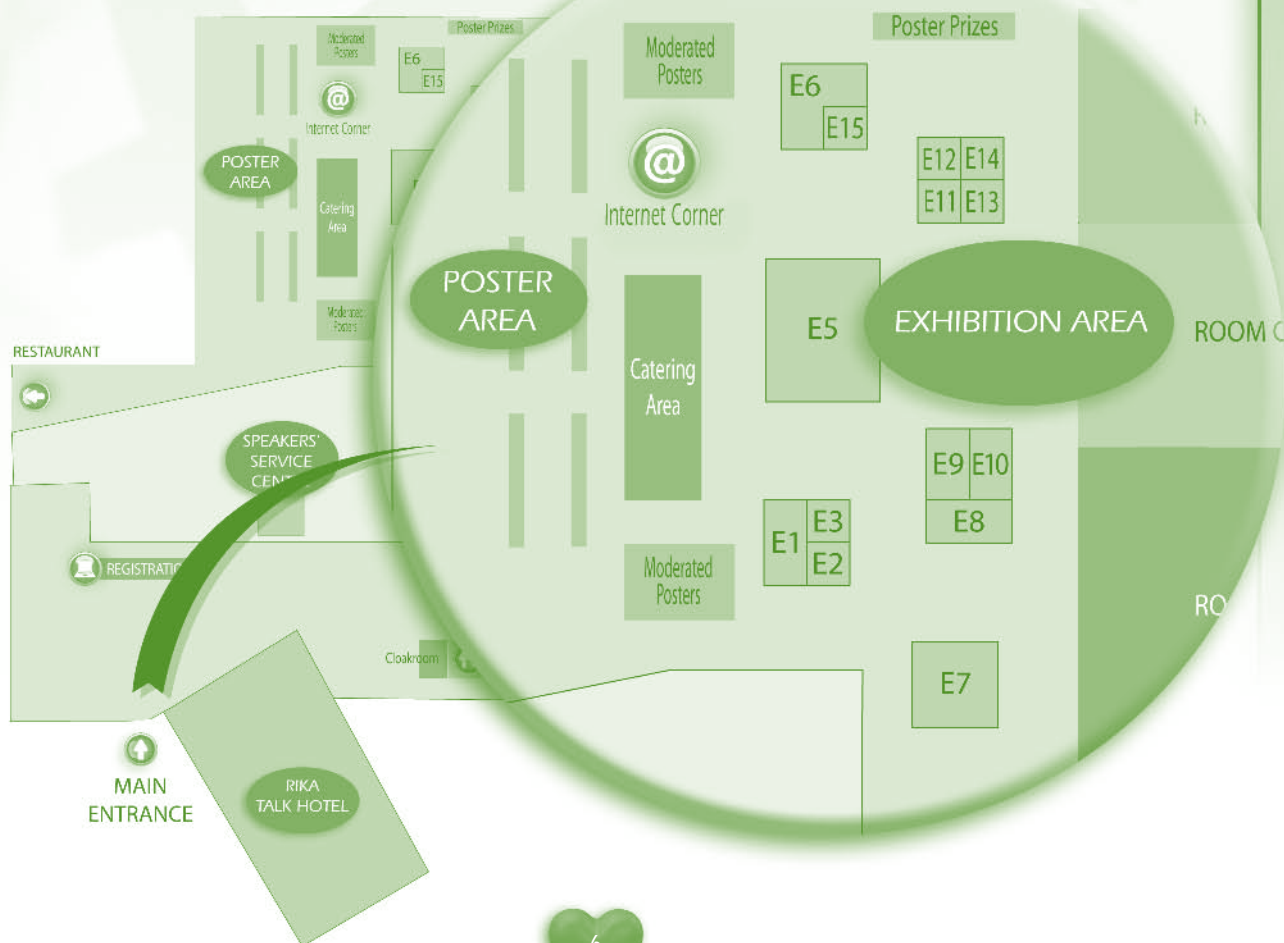 Poster Prizes
Moderated
Posters
E6
E15
Internet Corner
POSTER
AREA
Catering
Area
Moderated
Posters
RESTAURANT
SPEAKERS'
SERVICE
REGISTRATIO
Cloakroom
MAIN
ENTRANCE
RIKA
TALK HOTEL
Poster Prizes
Moderated
Posters
E6
E15
@
Internet Corner
E12 E14
E11 E13
POSTER
AREA
E5
EXHIBITION AREA
ROOM
Catering
Area
E9 E10
E8
E1
E3
E2
Moderated
Posters
RO
E7
6